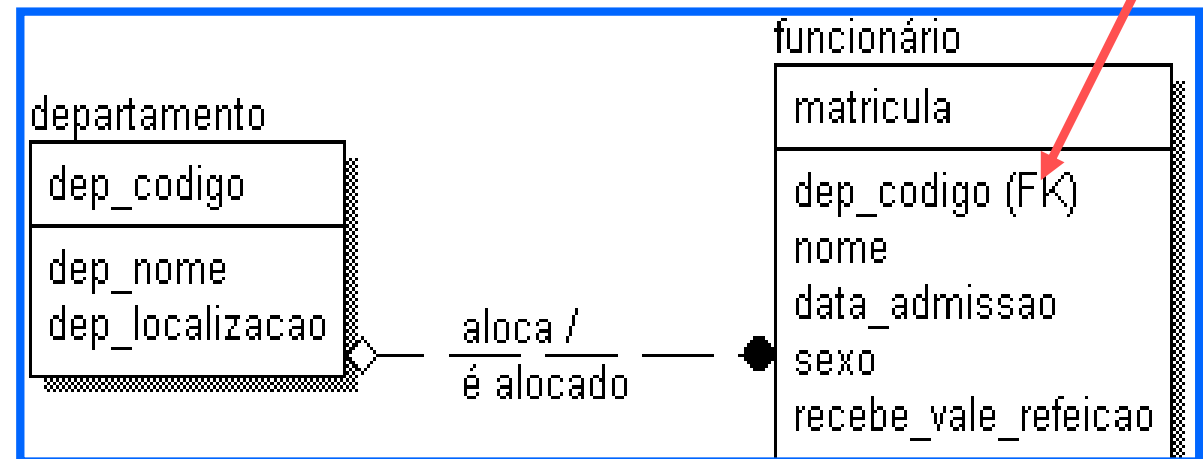 departamento
dep_codigo
dep_nome
dep_localizacao
aloca /
é alocado
funcionário
matricula
dep_codigo (FK)
nome
data_admissao
sexo
recebe_vale_refeicao